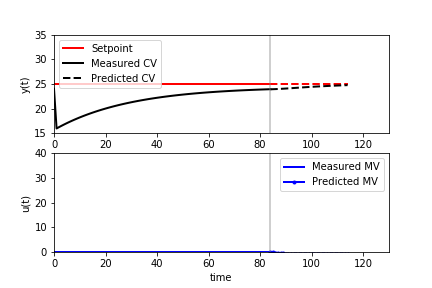 35
30
25
20
15
y(t)
Setpoint
Measured CV
Predicted CV
0 20 40 60 80 100 120
40
30
20
10
0
u(t)
Measured MV
Predicted MV
0 20 40 60 80 100 120
time